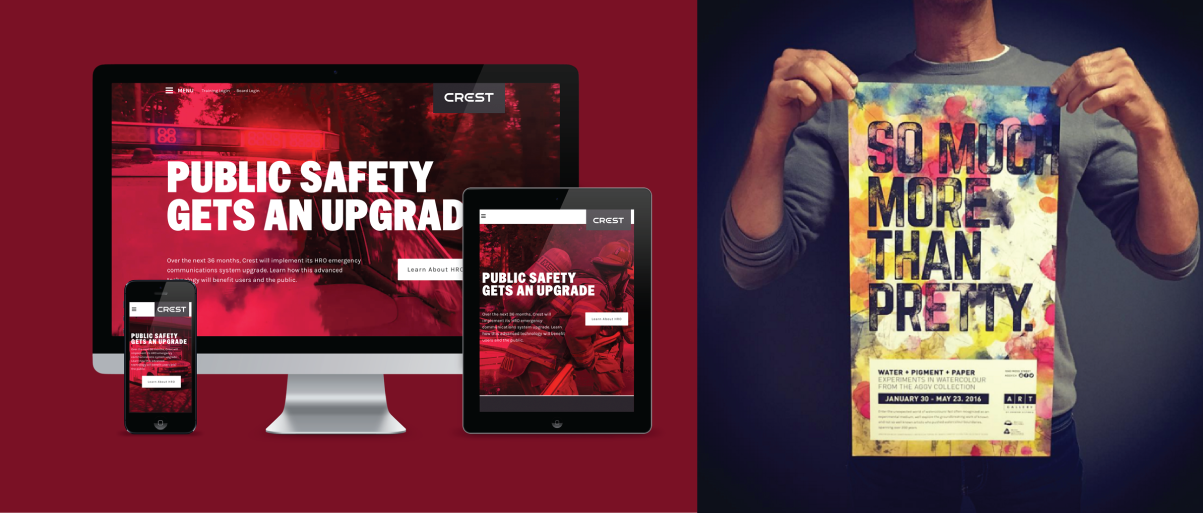 MENU Training Login Board Login
CREST
PUBLIC SAFETY
GETS AN UPGRAD
Over the next 36 months, Crest will implement its HRO emergency
communications system upgrade. Learn how this advanced
technology will benefit users and the public.
Learn About HRO
CREST
PUBLIC SAFETY
GETS AN UPGRADE
Over the next 36 months, Crest will
implement its HRO emergency
communications system upgrade. Learn
how this advanced technology will benefit
users and the public.
Learn About HRO
CREST
PUBLIC SAFETY
GETS AN UPGRADE
Learn About HRO
SO MUCH
MORE
THAN
PRETTY.
WATER + PIGMENT + PAPER
EXPERIMENTS IN WATERCOLOUR
FROM THE AGGV COLLECTION
JANUARY 30 - MAY 23, 2016
ART
GALLERY